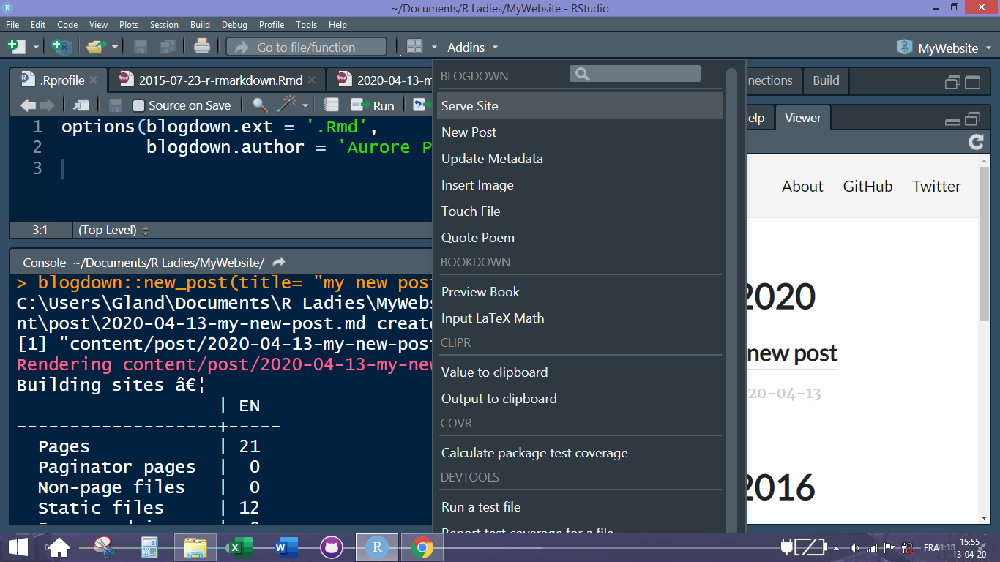 ~/Documents/R Ladies/MyWebsite - RStudio
File Edit Code View Plots Session Build Debug Profile Tools Help
Go to file/function
Addins
MyWebsite
.Rprofile
2015-07-23-r-rmarkdown.Rmd
2020-04-13-m
Source on Save
Run
1 options(blogdown.ext = '.Rmd',
2 blogdown.author = 'Aurore P
3
3:1 (Top Level)
Console ~/Documents/R Ladies/MyWebsite/
> blogdown::new_post(title= "my new pos
C:\Users\Gland\Documents\R Ladies\MyWebs
nt\post\2020-04-13-my-new-post.md create
[1] "content/post/2020-04-13-my-new-post
Rendering content/post/2020-04-13-my-new
Building sites â€¦
| EN
-------------------+-----
Pages | 21
Paginator pages | 0
Non-page files | 0
Static files | 12
BLOGDOWN
Serve Site
New Post
Update Metadata
Insert Image
Touch File
Quote Poem
BOOKDOWN
Preview Book
Input LaTeX Math
CLIPR
Value to clipboard
Output to clipboard
COVR
Calculate package test coverage
DEVTOOLS
Run a test file
Report test coverage for a file
nnections
Build
elp
Viewer
About GitHub Twitter
2020
new post
20-04-13
2016
FRA
15:55
13-04-20